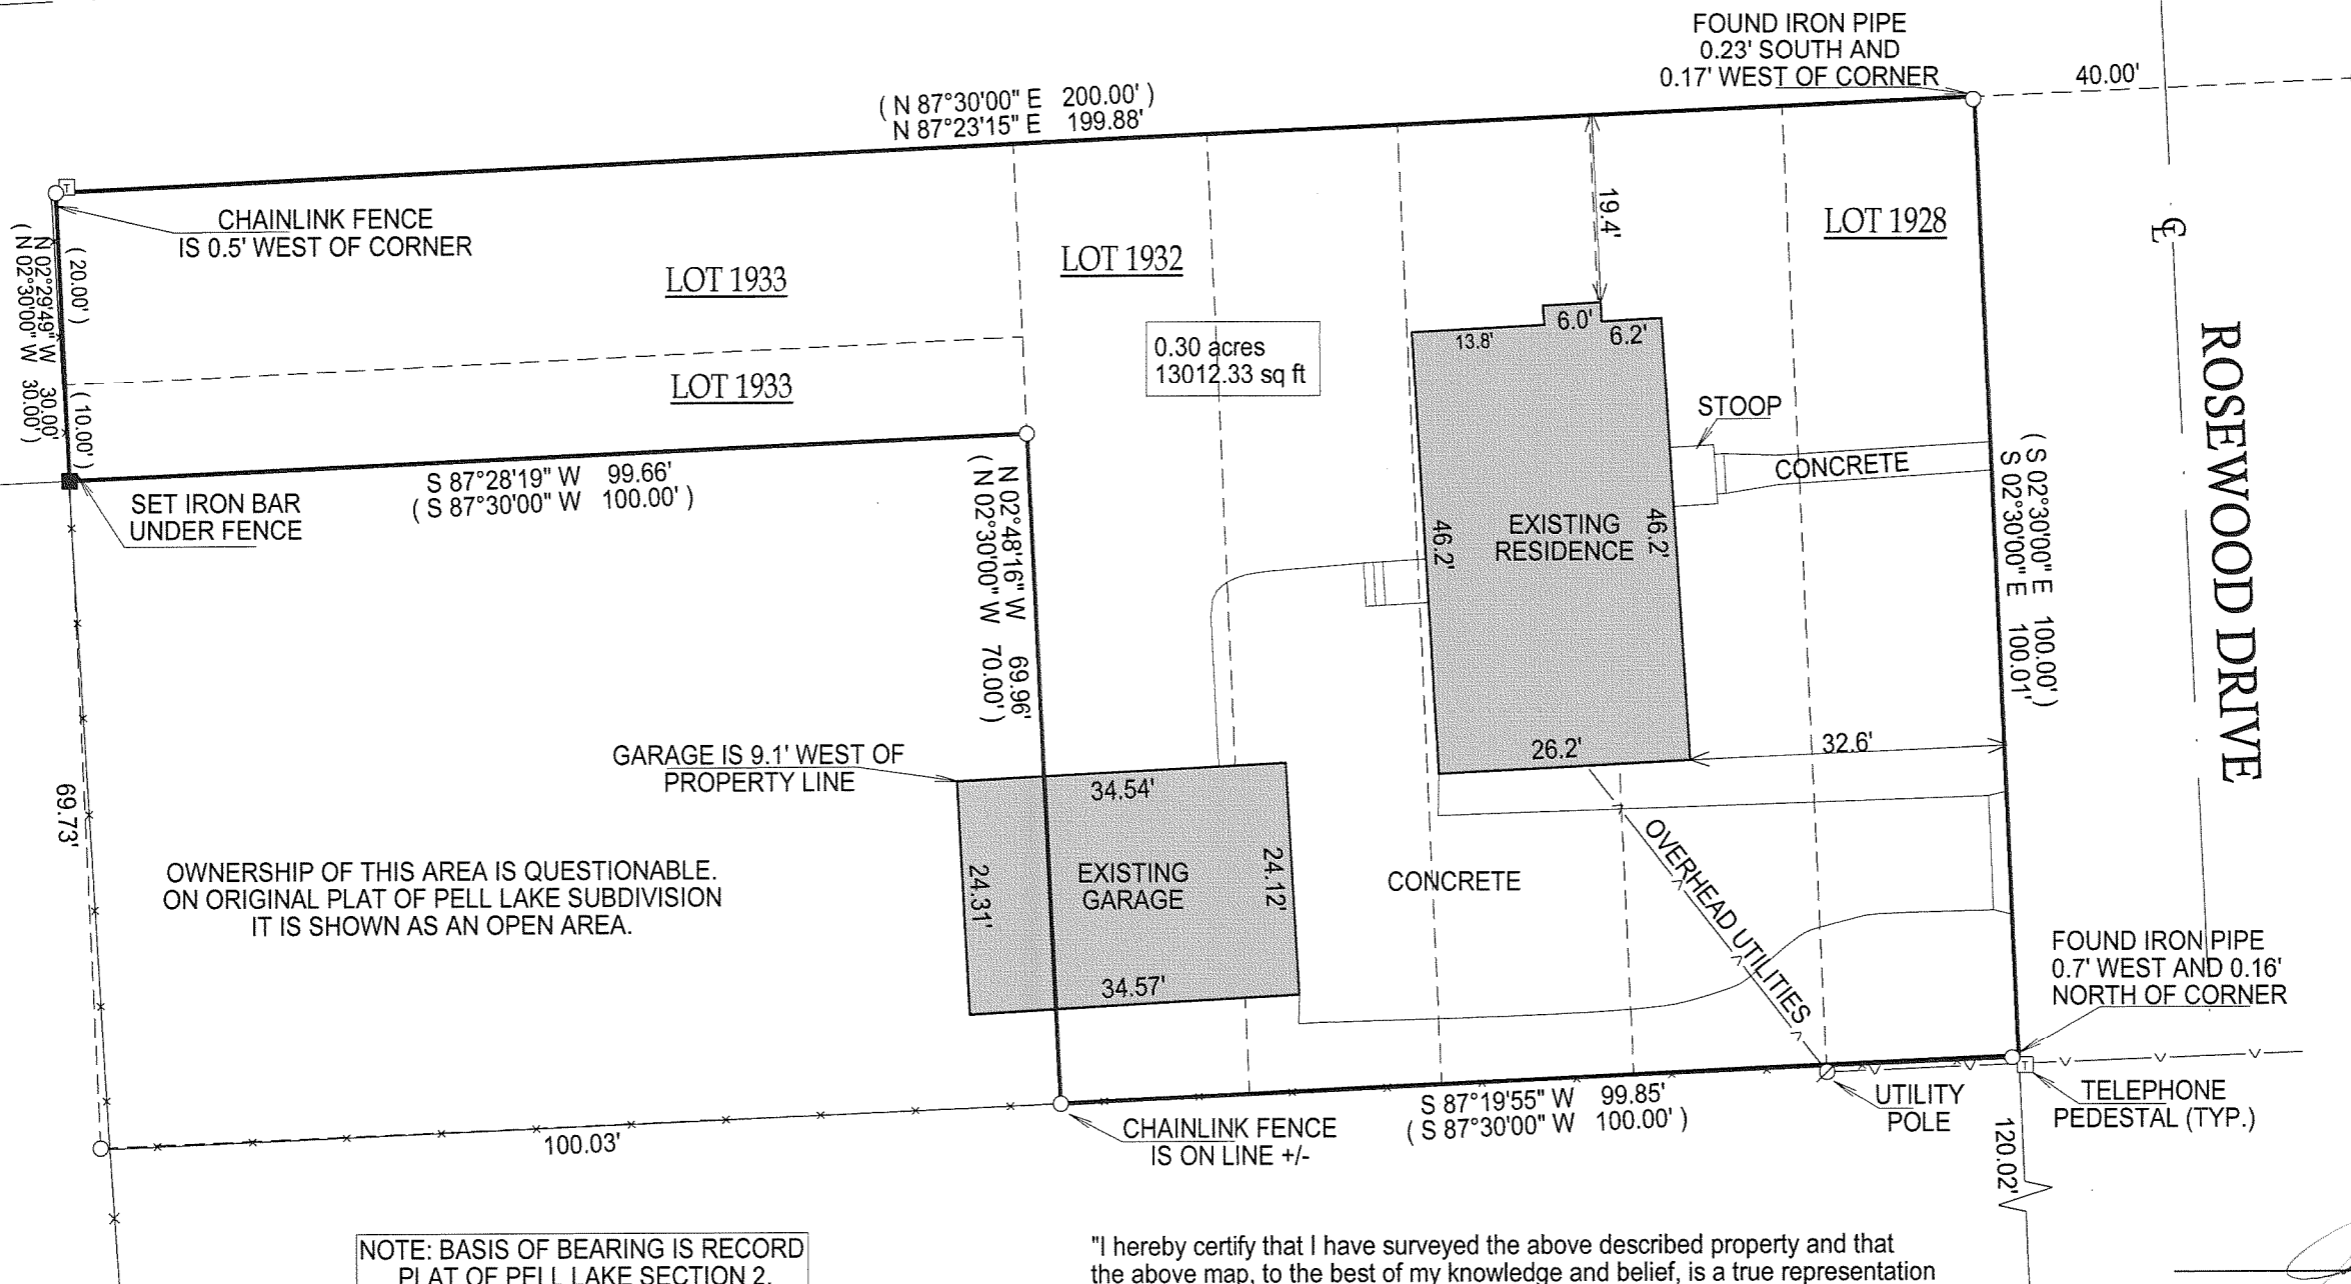 FOUND IRON PIPE
0.23' SOUTH AND
0.17' WEST OF CORNER
40.00'
( N 87°30'00" E 200.00' )
N 87°23'15" E 199.88'
CHAINLINK FENCE
IS 0.5' WEST OF CORNER
T
( 20.00' )
N 02°29'49" W 30.00'
( N 02°30'00" W 30.00' )
( 10.00' )
LOT 1933
LOT 1932
LOT 1928
19.4'
℄
LOT 1933
0.30 acres
13012.33 sq ft
13.8'
6.0'
6.2'
STOOP
CONCRETE
ROSEWOOD DRIVE
S 87°28'19" W 99.66'
( S 87°30'00" W 100.00' )
SET IRON BAR
UNDER FENCE
N 02°48'16" W 69.96'
( N 02°30'00" W 70.00' )
46.2'
EXISTING
RESIDENCE
46.2'
( S 02°30'00" E 100.00' )
S 02°30'00" E 100.01'
26.2'
32.6'
GARAGE IS 9.1' WEST OF
PROPERTY LINE
34.54'
69.73'
OWNERSHIP OF THIS AREA IS QUESTIONABLE.
ON ORIGINAL PLAT OF PELL LAKE SUBDIVISION
IT IS SHOWN AS AN OPEN AREA.
24.31'
EXISTING
GARAGE
24.12'
34.57'
CONCRETE
OVERHEAD UTILITIES
FOUND IRON PIPE
0.7' WEST AND 0.16'
NORTH OF CORNER
T
UTILITY
POLE
TELEPHONE
PEDESTAL (TYP.)
120.02'
S 87°19'55" W 99.85'
( S 87°30'00" W 100.00' )
CHAINLINK FENCE
IS ON LINE +/-
100.03'
NOTE: BASIS OF BEARING IS RECORD
PLAT OF PELL LAKE SECTION 2.
"I hereby certify that I have surveyed the above described property and that
the above map, to the best of my knowledge and belief, is a true representation